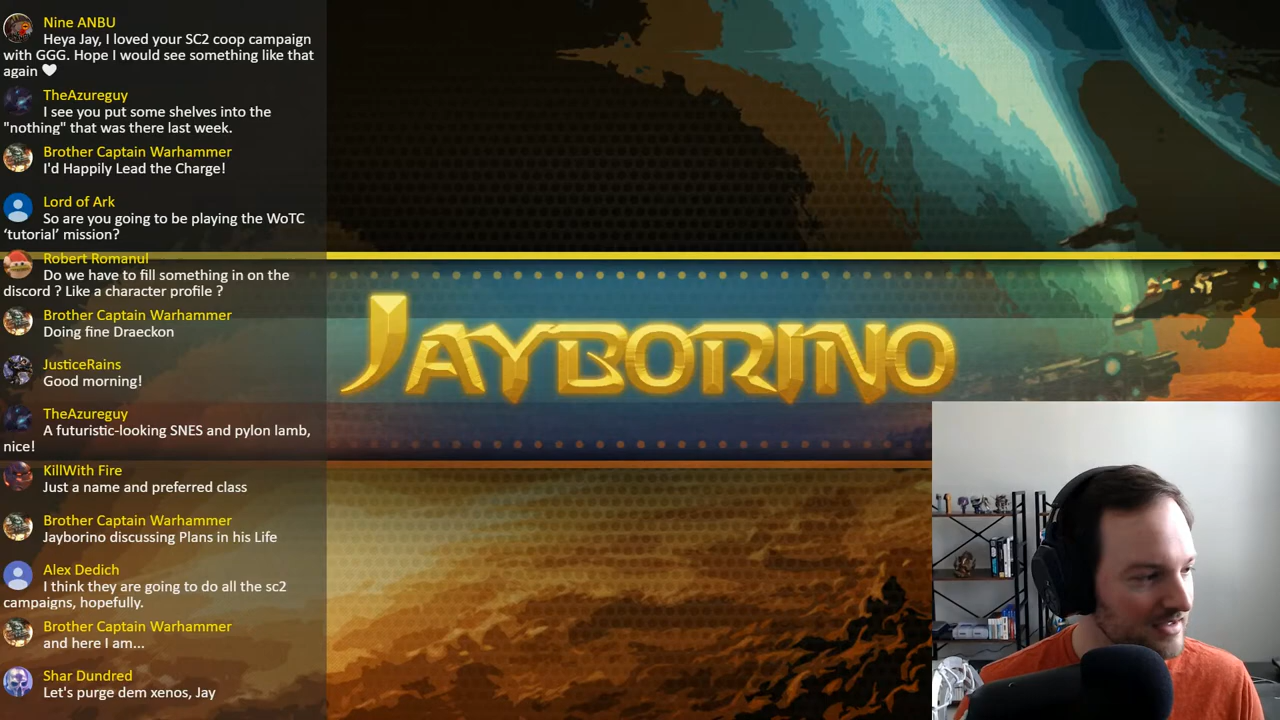 Nine ANBU
Heya Jay, I loved your SC2 coop campaign
with GGG. Hope I would see something like that
again 🤍
TheAzureguy
I see you put some shelves into the
"nothing" that was there last week.
Brother Captain Warhammer
I'd Happily Lead the Charge!
Lord of Ark
So are you going to be playing the WoTC
‘tutorial’ mission?
Robert Romanul
Do we have to fill something in on the
discord ? Like a character profile ?
Brother Captain Warhammer
Doing fine Draeckon
JusticeRains
Good morning!
TheAzureguy
A futuristic-looking SNES and pylon lamb,
nice!
KillWith Fire
Just a name and preferred class
Brother Captain Warhammer
Jayborino discussing Plans in his Life
Alex Dedich
I think they are going to do all the sc2
campaigns, hopefully.
Brother Captain Warhammer
and here I am...
Shar Dundred
Let's purge dem xenos, Jay
JAYBORINO